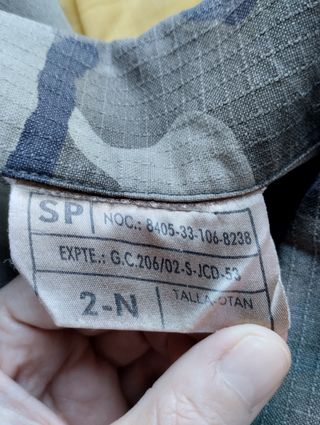 SP NOC.: 8405-33-106-8238
EXPTE.: G.C.206/02-S-JCD-53
2-N TALLA-OTAN